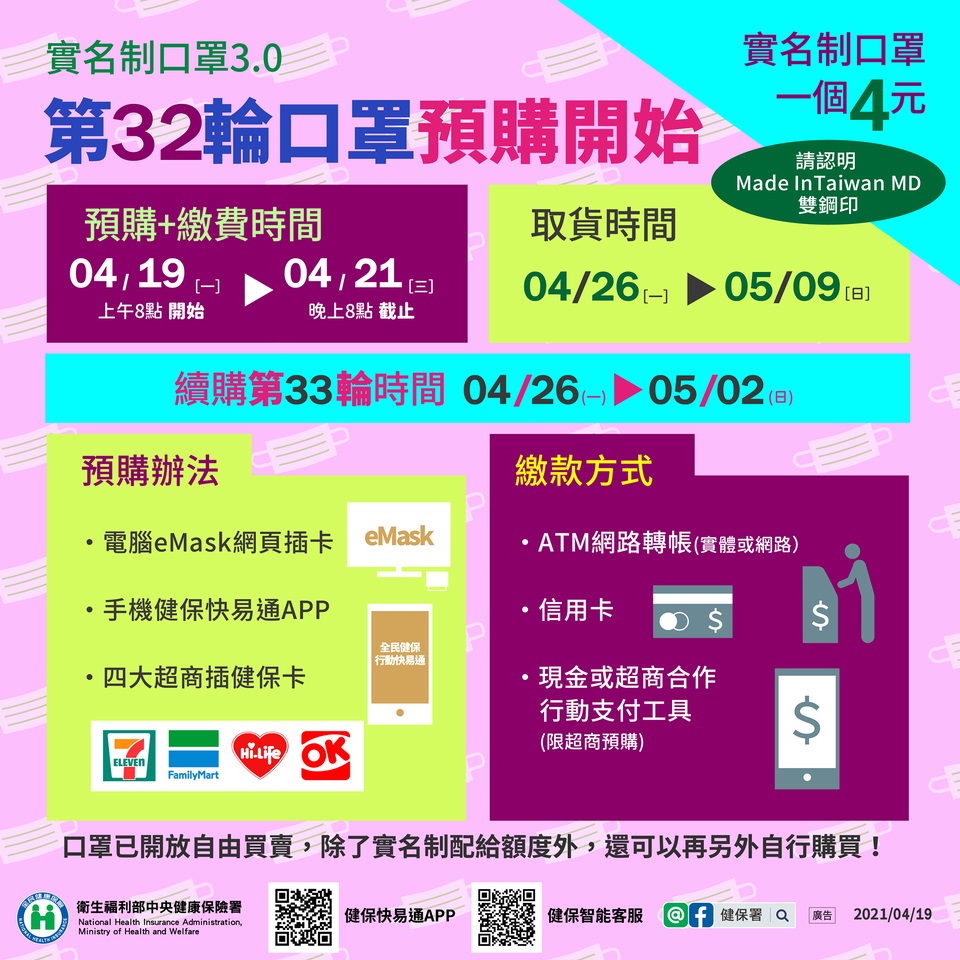 實名制口罩3.0
實名制口罩
一個4元
第32輪口罩預購開始
請認明
Made InTaiwan MD
雙鋼印
預購+繳費時間
04/19 [一] ▶ 04/21 [三]
上午8點 開始 晚上8點 截止
取貨時間
04/26 [一] ▶ 05/09 [日]
續購第33輪時間 04/26(一) ▶ 05/02(日)
預購辦法
・電腦eMask網頁插卡
eMask
・手機健保快易通APP
全民健保
行動快易通
・四大超商插健保卡
7 ELEVEN
FamilyMart
Hi-Life
OK
繳款方式
・ATM網路轉帳(實體或網路)
$
・信用卡
$
・現金或超商合作
行動支付工具
(限超商預購)
$
口罩已開放自由買賣，除了實名制配給額度外，還可以再另外自行購買！
全民健康保險
NATIONAL HEALTH INSURANCE
衛生福利部中央健康保險署
National Health Insurance Administration,
Ministry of Health and Welfare
健保快易通APP
健保智能客服
健保署
廣告
2021/04/19